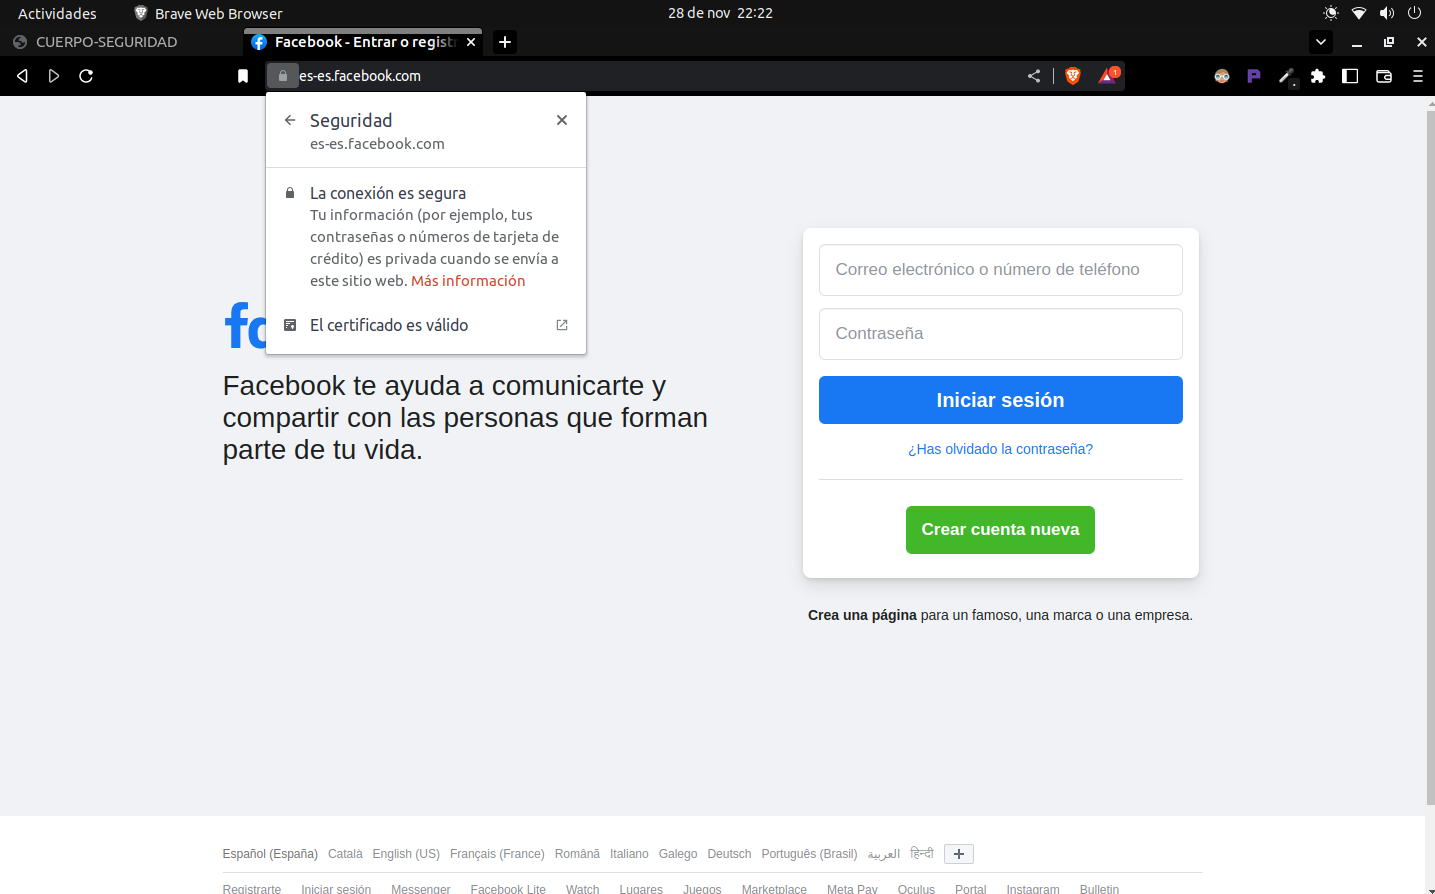 Actividades
Brave Web Browser
28 de nov 22:22
CUERPO-SEGURIDAD
Facebook - Entrar o regist
es-es.facebook.com
1
Seguridad
es-es.facebook.com
La conexión es segura
Tu información (por ejemplo, tus
contraseñas o números de tarjeta de
crédito) es privada cuando se envía a
este sitio web. Más información
El certificado es válido
Facebook te ayuda a comunicarte y
compartir con las personas que forman
parte de tu vida.
Correo electrónico o número de teléfono
Contraseña
Iniciar sesión
¿Has olvidado la contraseña?
Crear cuenta nueva
Crea una página para un famoso, una marca o una empresa.
Español (España) Català English (US) Français (France) Română Italiano Galego Deutsch Português (Brasil) العربية हिन्दी
Registrarte Iniciar sesión Messenger Facebook Lite Watch Lugares Juegos Marketplace Meta Pay Oculus Portal Instagram Bulletin